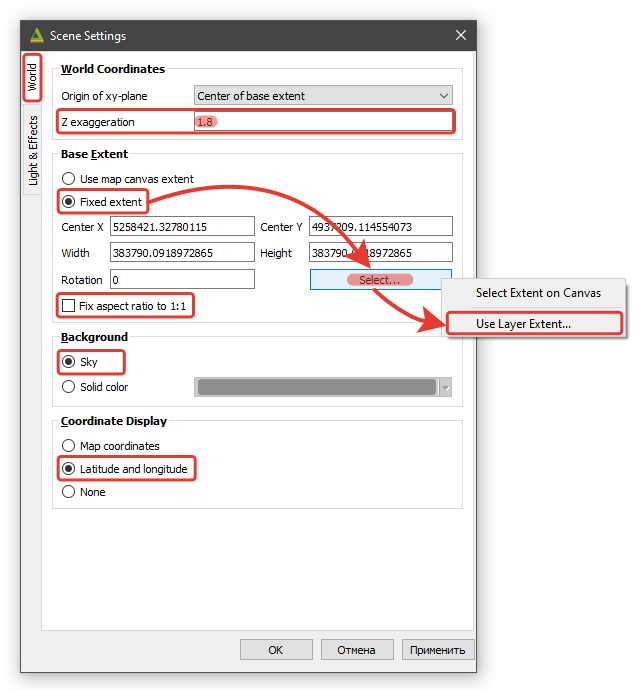 Scene Settings
World
Light & Effects
World Coordinates
Origin of xy-plane Center of base extent
Z exaggeration 1.8
Base Extent
Use map canvas extent
Fixed extent
Center X 5258421.32780115 Center Y 4937209.114554073
Width 383790.0918972865 Height 383790.0918972865
Rotation 0 Select...
Select Extent on Canvas
Use Layer Extent...
Fix aspect ratio to 1:1
Background
Sky
Solid color
Coordinate Display
Map coordinates
Latitude and longitude
None
OK Отмена Применить